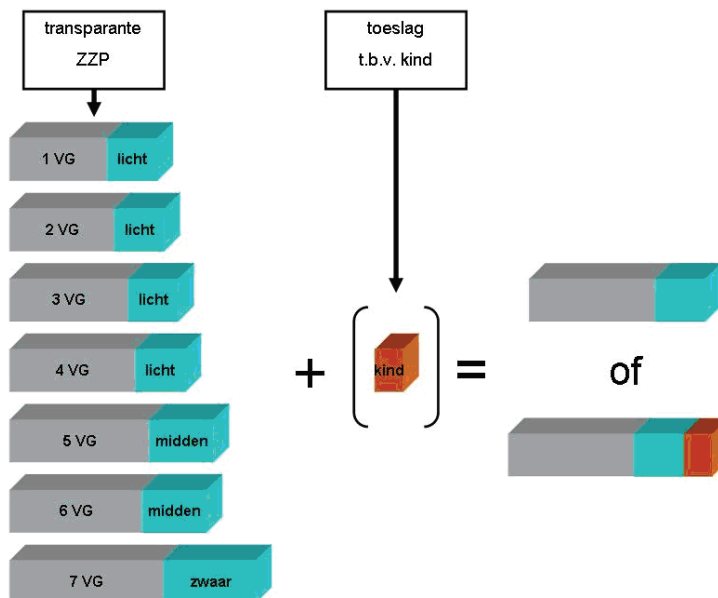 transparante
ZZP
toeslag
t.b.v. kind
1 VG licht
2 VG licht
3 VG licht
4 VG licht
5 VG midden
6 VG midden
7 VG zwaar
+ ( kind ) =
of